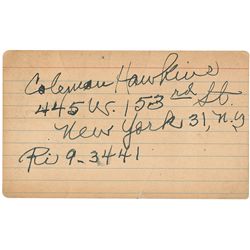 Coleman Hawkins
445 W. 153rd St.
New York 31, N.Y.
Ri 9-3441